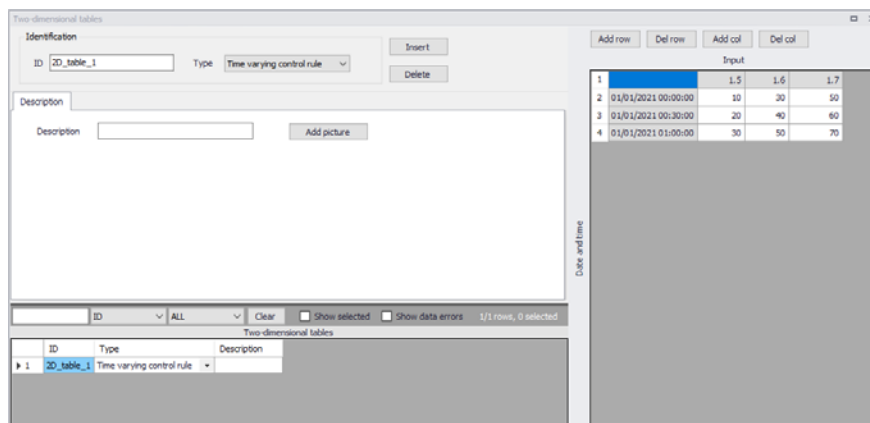 Two-dimensional tables
Identification
ID 2D_table_1 Type Time varying control rule
Insert
Delete
Description
Description Add picture
ID ALL Clear Show selected Show data errors 1/1 rows, 0 selected
Two-dimensional tables
ID Type Description
1 2D_table_1 Time varying control rule
Date and time
Add row Del row Add col Del col
Input
1 1.5 1.6 1.7
2 01/01/2021 00:00:00 10 30 50
3 01/01/2021 00:30:00 20 40 60
4 01/01/2021 01:00:00 30 50 70